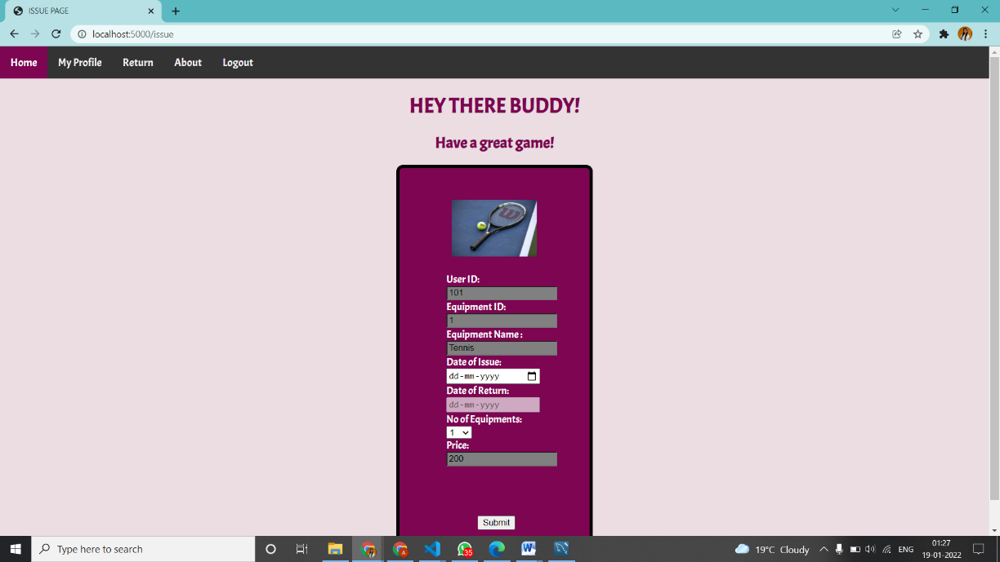 ISSUE PAGE
localhost:5000/issue
Home My Profile Return About Logout
HEY THERE BUDDY!
Have a great game!
W
User ID:
101
Equipment ID:
1
Equipment Name :
Tennis
Date of Issue:
dd-mm-yyyy
Date of Return:
dd-mm-yyyy
No of Equipments:
1
Price:
200
Submit
Type here to search
A
35
W
19°C Cloudy
ENG
01:27
19-01-2022